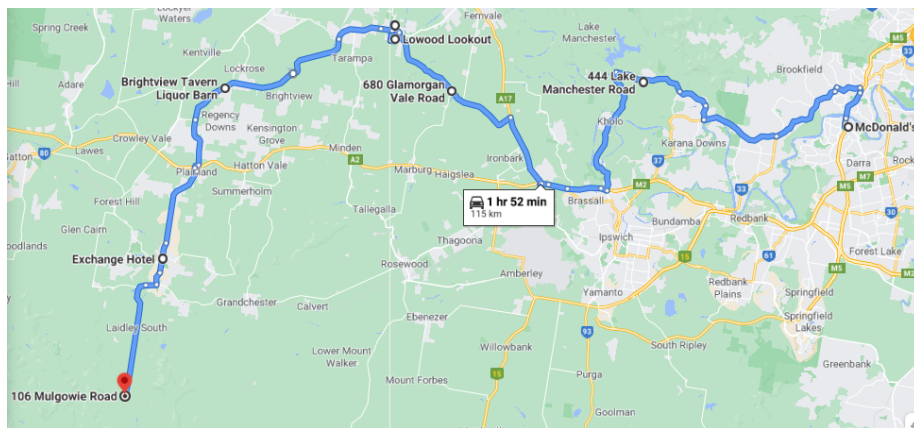 Spring Creek
Lockyer
Waters
Fernvale
Lake
Manchester
Lowood Lookout
Kentville
Lockrose
Tarampa
Brookfield
Adare
Brightview Tavern
Liquor Barn
Brightview
680 Glamorgan
Vale Road
A17
444 Lake
Manchester Road
M5
33
Regency
Downs
Kensington
Grove
Kholo
Karana Downs
McDonald's
Crowley Vale
Gatton
80
Lawes
Plainland
Hatton Vale
Minden
A2
Marburg
Haigslea
Ironbark
37
Darra
M7
M5
Forest Hill
Summerholm
1 hr 52 min
115 km
Brassall
M2
33
Redbank
30
Tallegalla
Bundamba
Glen Cairn
Thagoona
Ipswich
61
Forest Lake
Exchange Hotel
Rosewood
Amberley
15
Redbank
Plains
M5
M2
Grandchester
Calvert
Yamanto
Springfield
Laidley South
Ebenezer
93
Springfield
Lakes
Lower Mount
Walker
Willowbank
South Ripley
Greenbank
106 Mulgowie Road
Mount Forbes
15
Purga
Goolman